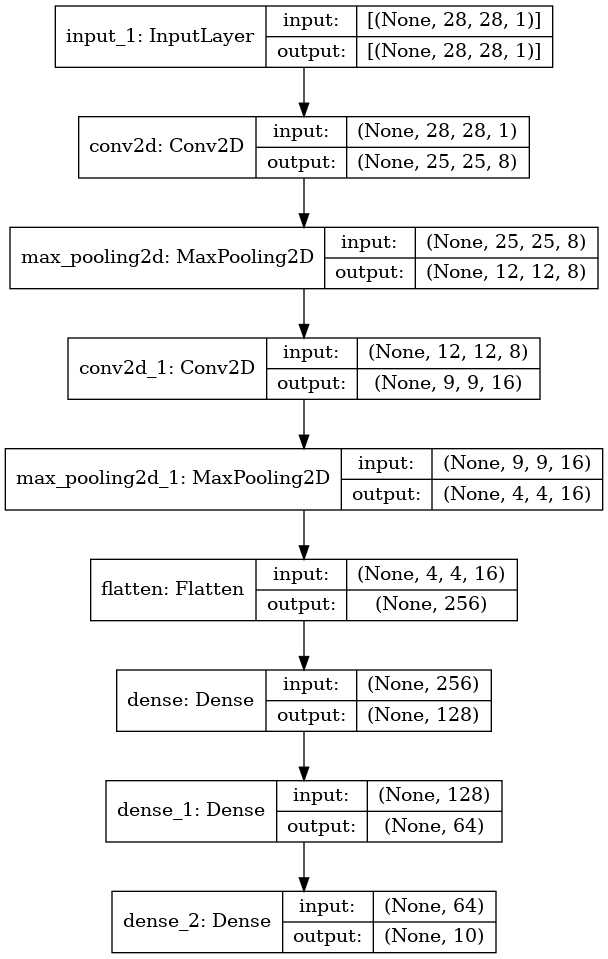 input_1: InputLayer
input: [(None, 28, 28, 1)]
output: [(None, 28, 28, 1)]
conv2d: Conv2D
input: (None, 28, 28, 1)
output: (None, 25, 25, 8)
max_pooling2d: MaxPooling2D
input: (None, 25, 25, 8)
output: (None, 12, 12, 8)
conv2d_1: Conv2D
input: (None, 12, 12, 8)
output: (None, 9, 9, 16)
max_pooling2d_1: MaxPooling2D
input: (None, 9, 9, 16)
output: (None, 4, 4, 16)
flatten: Flatten
input: (None, 4, 4, 16)
output: (None, 256)
dense: Dense
input: (None, 256)
output: (None, 128)
dense_1: Dense
input: (None, 128)
output: (None, 64)
dense_2: Dense
input: (None, 64)
output: (None, 10)